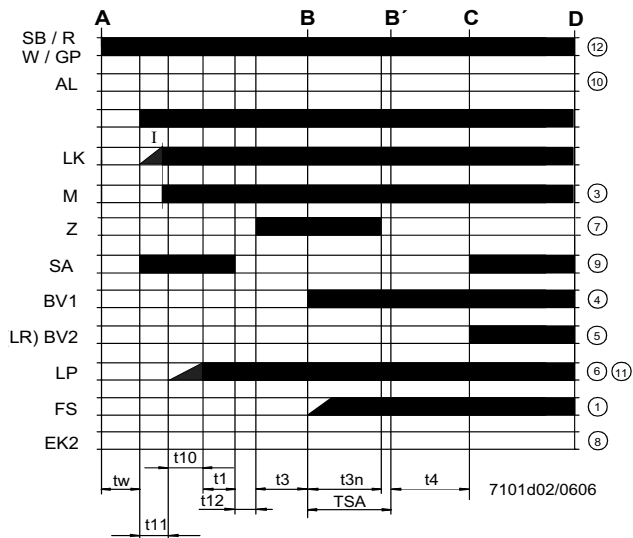 A B B´ C D
SB / R
W / GP ⑫
AL ⑩
I
LK
M ③
Z ⑦
SA ⑨
BV1 ④
LR) BV2 ⑤
LP ⑥ ⑪
FS ①
EK2 ⑧
t10
tw t1 t3 t3n t4 7101d02/0606
t12 TSA
t11